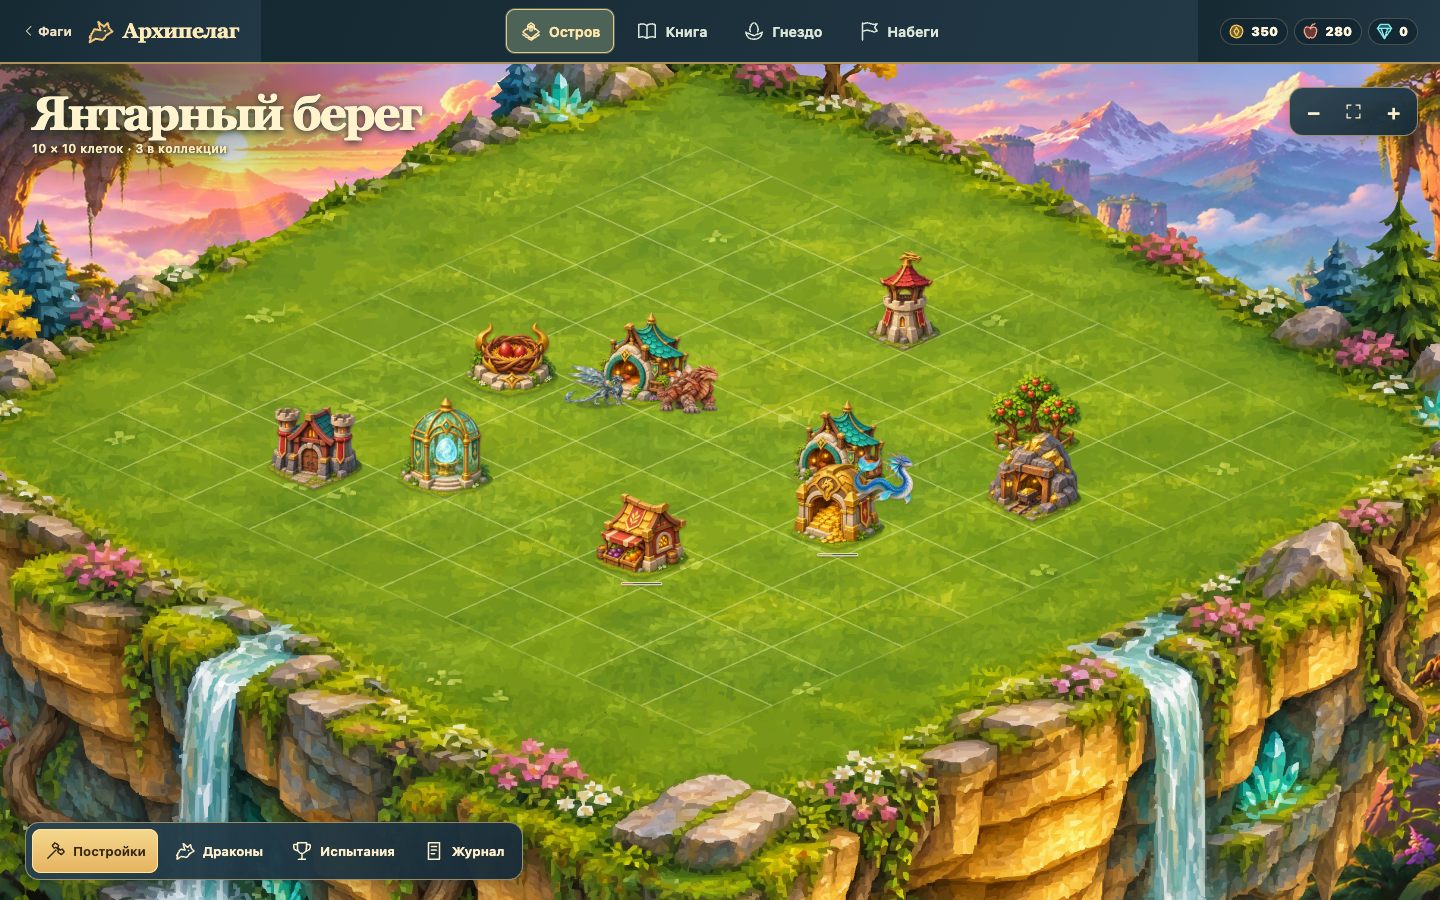 Фаги
Архипелаг
Остров
Книга
Гнездо
Набеги
350
280
0
Янтарный берег
10 × 10 клеток · 3 в коллекции
Постройки
Драконы
Испытания
Журнал